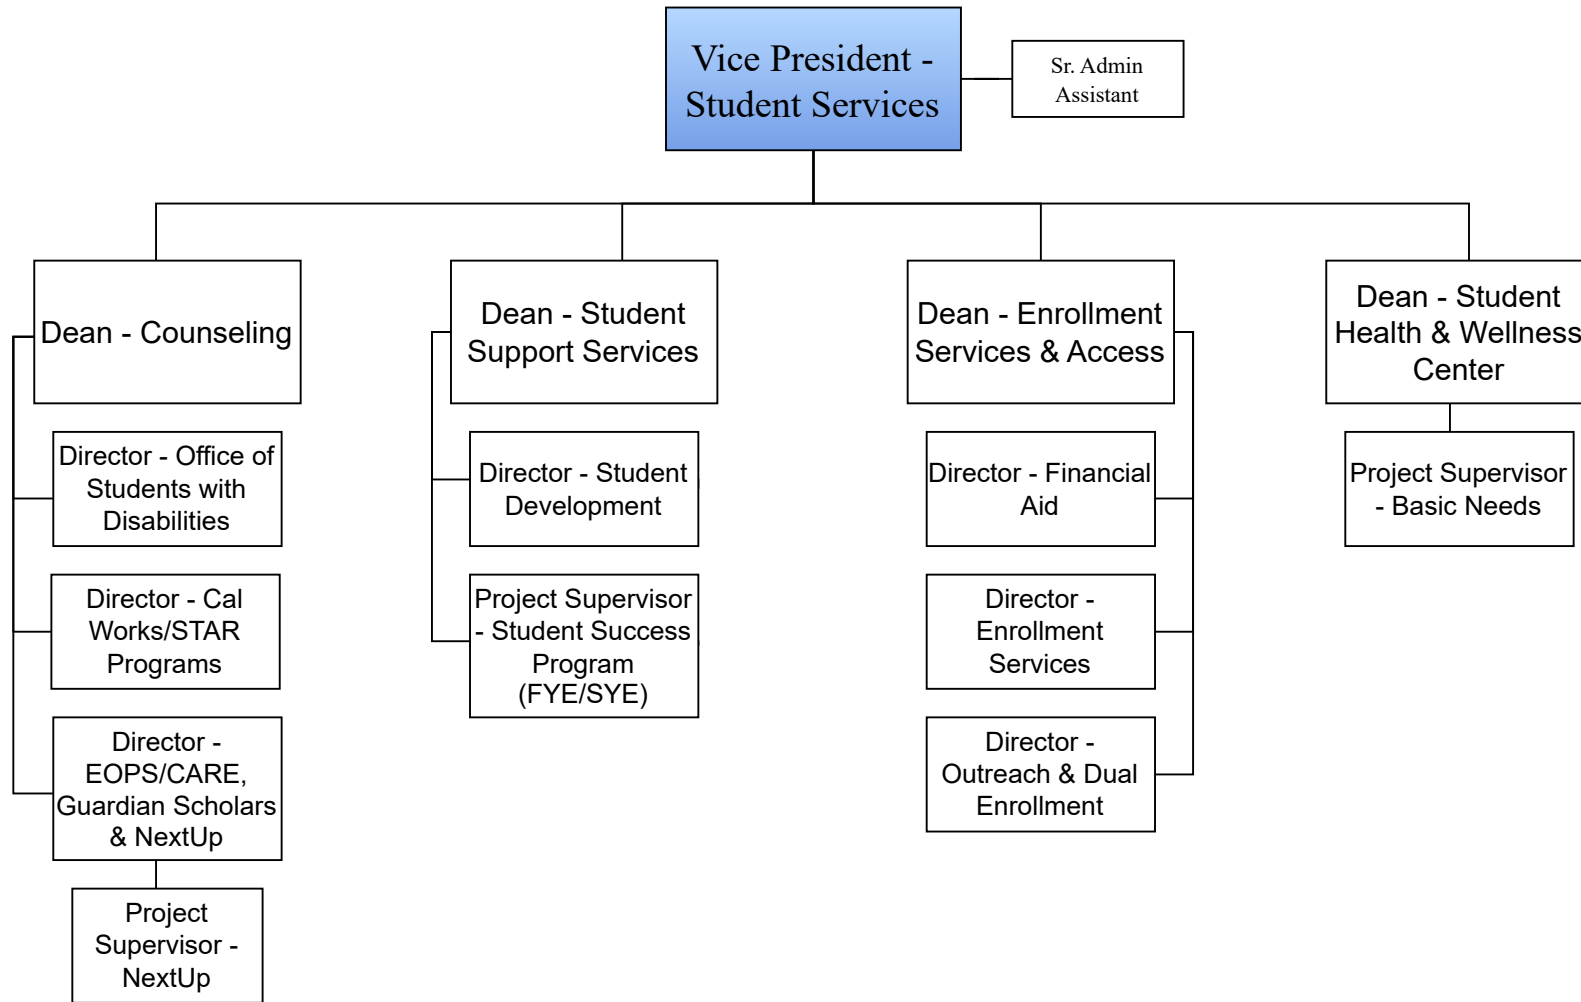 Vice President -
Student Services
Sr. Admin
Assistant
Dean - Counseling
Dean - Student
Support Services
Dean - Enrollment
Services & Access
Dean - Student
Health & Wellness
Center
Director - Office of
Students with
Disabilities
Director - Student
Development
Director - Financial
Aid
Project Supervisor
- Basic Needs
Director - Cal
Works/STAR
Programs
Project Supervisor
- Student Success
Program
(FYE/SYE)
Director -
Enrollment
Services
Director -
EOPS/CARE,
Guardian Scholars
& NextUp
Director -
Outreach & Dual
Enrollment
Project
Supervisor -
NextUp